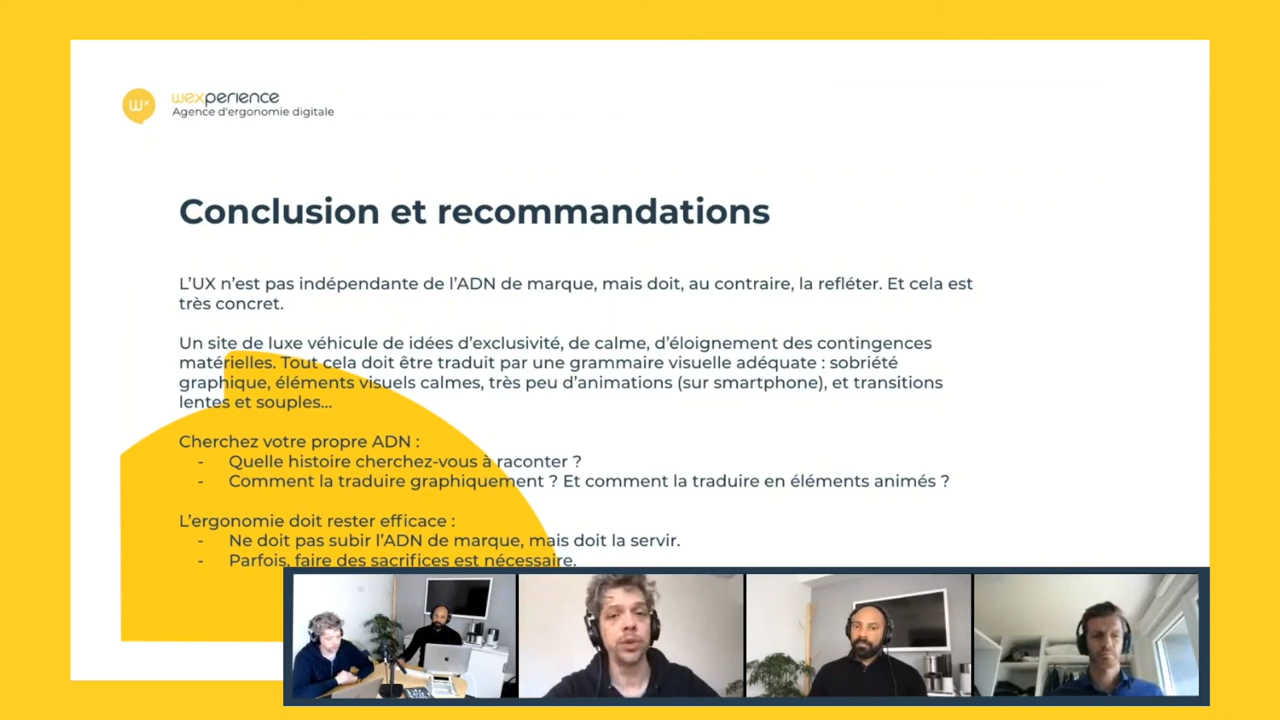 wx
wexperience
Agence d'ergonomie digitale
Conclusion et recommandations
L'UX n'est pas indépendante de l'ADN de marque, mais doit, au contraire, la refléter. Et cela est
très concret.
Un site de luxe véhicule de idées d'exclusivité, de calme, d'éloignement des contingences
matérielles. Tout cela doit être traduit par une grammaire visuelle adéquate : sobriété
graphique, éléments visuels calmes, très peu d'animations (sur smartphone), et transitions
lentes et souples...
Cherchez votre propre ADN :
- Quelle histoire cherchez-vous à raconter ?
- Comment la traduire graphiquement ? Et comment la traduire en éléments animés ?
L'ergonomie doit rester efficace :
- Ne doit pas subir l'ADN de marque, mais doit la servir.
- Parfois, faire des sacrifices est nécessaire.